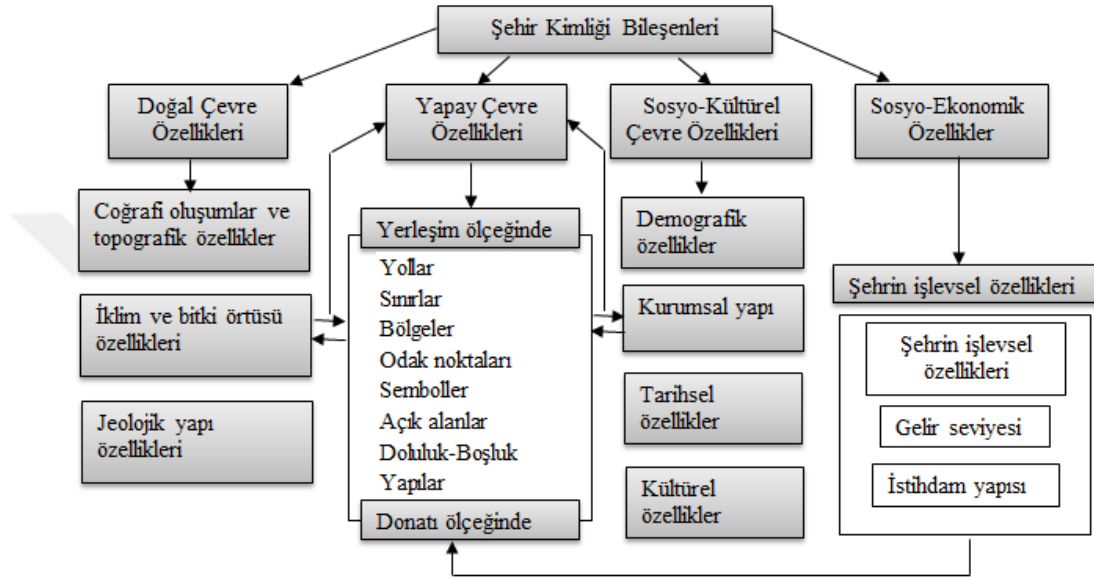 Şehir Kimliği Bileşenleri
Doğal Çevre
Özellikleri
Yapay Çevre
Özellikleri
Sosyo-Kültürel
Çevre Özellikleri
Sosyo-Ekonomik
Özellikler
Coğrafi oluşumlar ve
topografik özellikler
İklim ve bitki örtüsü
özellikleri
Jeolojik yapı
özellikleri
Yerleşim ölçeğinde
Yollar
Sınırlar
Bölgeler
Odak noktaları
Semboller
Açık alanlar
Doluluk-Boşluk
Yapılar
Donatı ölçeğinde
Demografik
özellikler
Kurumsal yapı
Tarihsel
özellikler
Kültürel
özellikler
Şehrin işlevsel özellikleri
Şehrin işlevsel
özellikleri
Gelir seviyesi
İstihdam yapısı